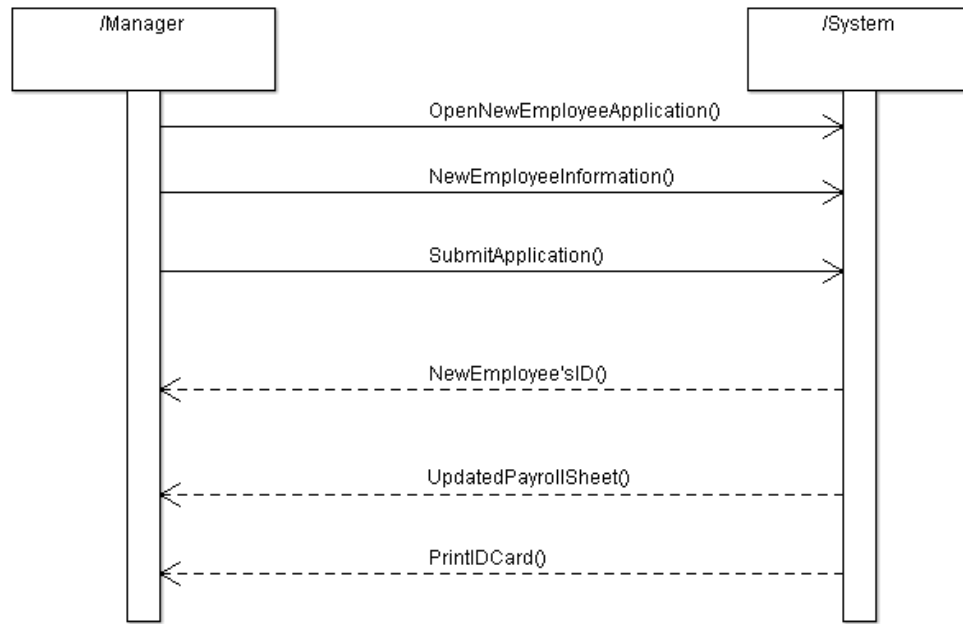 /Manager
/System
OpenNewEmployeeApplication()
NewEmployeeInformation()
SubmitApplication()
NewEmployee'sID()
UpdatedPayrollSheet()
PrintIDCard()